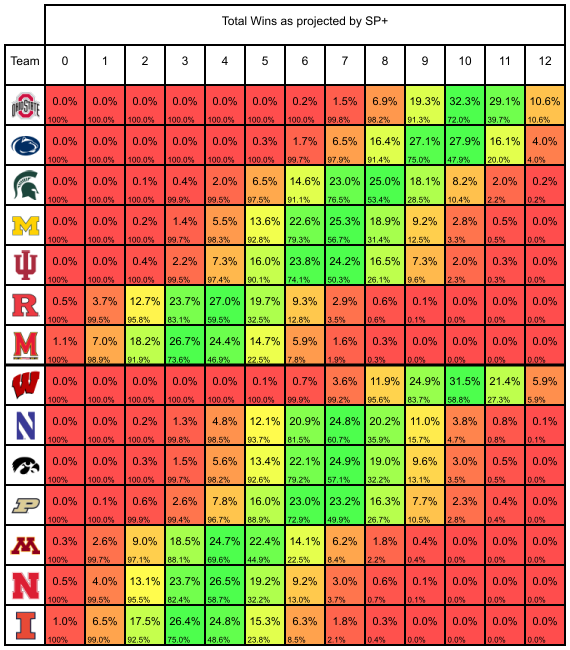 Total Wins as projected by SP+
Team 0 1 2 3 4 5 6 7 8 9 10 11 12
OHIO STATE 0.0% 0.0% 0.0% 0.0% 0.0% 0.0% 0.2% 1.5% 6.9% 19.3% 32.3% 29.1% 10.6%
100% 100.0% 100.0% 100.0% 100.0% 100.0% 100.0% 99.8% 98.2% 91.3% 72.0% 39.7% 10.6%
0.0% 0.0% 0.0% 0.0% 0.0% 0.3% 1.7% 6.5% 16.4% 27.1% 27.9% 16.1% 4.0%
100% 100.0% 100.0% 100.0% 100.0% 100.0% 99.7% 97.9% 91.4% 75.0% 47.9% 20.0% 4.0%
0.0% 0.0% 0.1% 0.4% 2.0% 6.5% 14.6% 23.0% 25.0% 18.1% 8.2% 2.0% 0.2%
100% 100.0% 100.0% 99.9% 99.5% 97.5% 91.1% 76.5% 53.4% 28.5% 10.4% 2.2% 0.2%
M 0.0% 0.0% 0.2% 1.4% 5.5% 13.6% 22.6% 25.3% 18.9% 9.2% 2.8% 0.5% 0.0%
100% 100.0% 100.0% 99.7% 98.3% 92.8% 79.3% 56.7% 31.4% 12.5% 3.3% 0.5% 0.0%
0.0% 0.0% 0.4% 2.2% 7.3% 16.0% 23.8% 24.2% 16.5% 7.3% 2.0% 0.3% 0.0%
100% 100.0% 100.0% 99.5% 97.4% 90.1% 74.1% 50.3% 26.1% 9.6% 2.3% 0.3% 0.0%
R 0.5% 3.7% 12.7% 23.7% 27.0% 19.7% 9.3% 2.9% 0.6% 0.1% 0.0% 0.0% 0.0%
100% 99.5% 95.8% 83.1% 59.5% 32.5% 12.8% 3.5% 0.6% 0.1% 0.0% 0.0% 0.0%
M 1.1% 7.0% 18.2% 26.7% 24.4% 14.7% 5.9% 1.6% 0.3% 0.0% 0.0% 0.0% 0.0%
100% 98.9% 91.9% 73.6% 46.9% 22.5% 7.8% 1.9% 0.3% 0.0% 0.0% 0.0% 0.0%
W 0.0% 0.0% 0.0% 0.0% 0.0% 0.1% 0.7% 3.6% 11.9% 24.9% 31.5% 21.4% 5.9%
100% 100.0% 100.0% 100.0% 100.0% 100.0% 99.9% 99.2% 95.6% 83.7% 58.8% 27.3% 5.9%
N 0.0% 0.0% 0.2% 1.3% 4.8% 12.1% 20.9% 24.8% 20.2% 11.0% 3.8% 0.8% 0.1%
100% 100.0% 100.0% 99.8% 98.5% 93.7% 81.5% 60.7% 35.9% 15.7% 4.7% 0.8% 0.1%
0.0% 0.0% 0.3% 1.5% 5.6% 13.4% 22.1% 24.9% 19.0% 9.6% 3.0% 0.5% 0.0%
100% 100.0% 100.0% 99.7% 98.2% 92.6% 79.2% 57.1% 32.2% 13.1% 3.5% 0.5% 0.0%
P 0.0% 0.1% 0.6% 2.6% 7.8% 16.0% 23.0% 23.2% 16.3% 7.7% 2.3% 0.4% 0.0%
100% 100.0% 99.9% 99.4% 96.7% 88.9% 72.9% 49.9% 26.7% 10.5% 2.8% 0.4% 0.0%
M 0.3% 2.6% 9.0% 18.5% 24.7% 22.4% 14.1% 6.2% 1.8% 0.4% 0.0% 0.0% 0.0%
100% 99.7% 97.1% 88.1% 69.6% 44.9% 22.5% 8.4% 2.2% 0.4% 0.0% 0.0% 0.0%
N 0.5% 4.0% 13.1% 23.7% 26.5% 19.2% 9.2% 3.0% 0.6% 0.1% 0.0% 0.0% 0.0%
100% 99.5% 95.5% 82.4% 58.7% 32.2% 13.0% 3.7% 0.7% 0.1% 0.0% 0.0% 0.0%
I 1.0% 6.5% 17.5% 26.4% 24.8% 15.3% 6.3% 1.8% 0.3% 0.0% 0.0% 0.0% 0.0%
100% 99.0% 92.5% 75.0% 48.6% 23.8% 8.5% 2.1% 0.4% 0.0% 0.0% 0.0% 0.0%